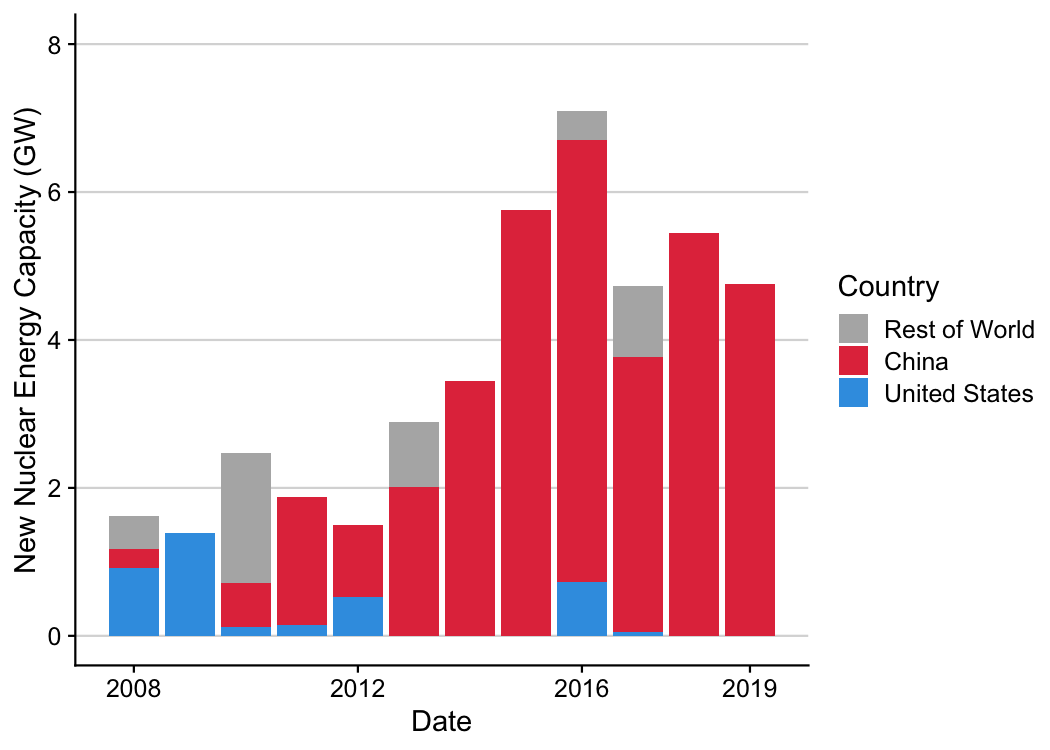 New Nuclear Energy Capacity (GW)
8
6
4
2
0
2008
2012
2016
2019
Date
Country
Rest of World
China
United States